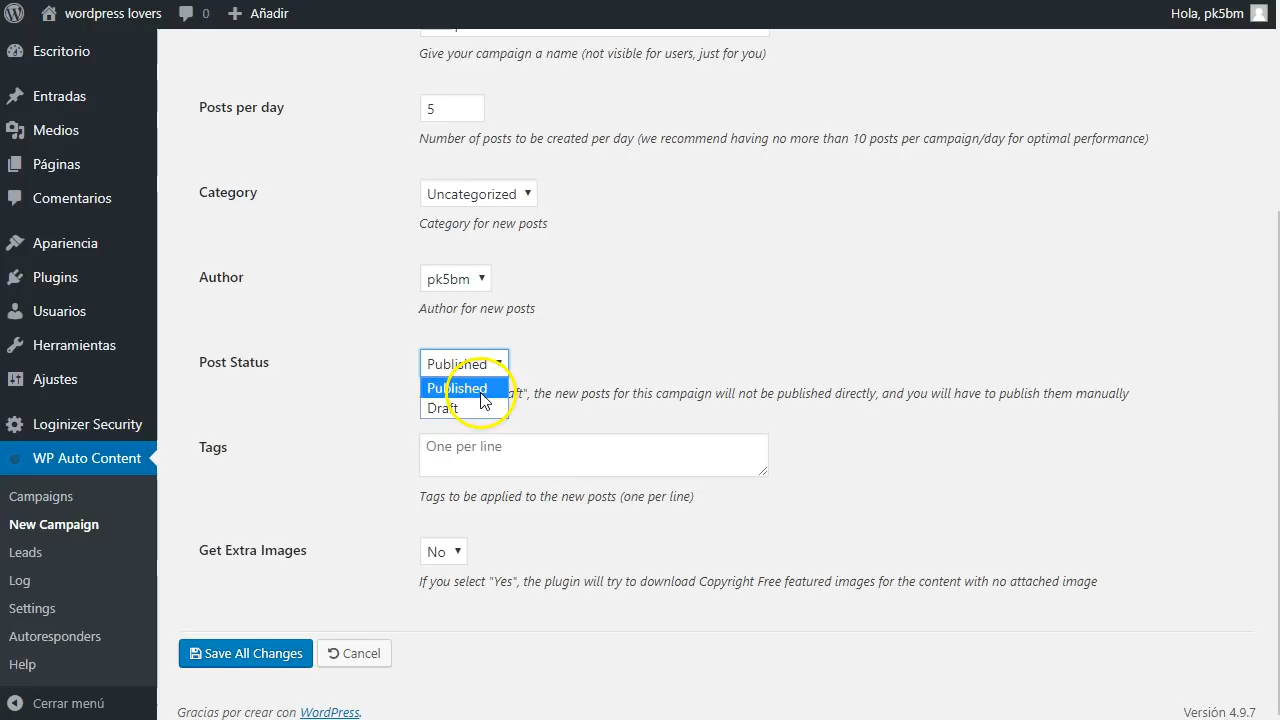 wordpress lovers
0
Añadir
Hola, pk5bm
Escritorio
Entradas
Medios
Páginas
Comentarios
Apariencia
Plugins
Usuarios
Herramientas
Ajustes
Loginizer Security
WP Auto Content
Campaigns
New Campaign
Leads
Log
Settings
Autoresponders
Help
Cerrar menú
Give your campaign a name (not visible for users, just for you)
Posts per day
5
Number of posts to be created per day (we recommend having no more than 10 posts per campaign/day for optimal performance)
Category
Uncategorized
Category for new posts
Author
pk5bm
Author for new posts
Post Status
Published
Published
Draft
", the new posts for this campaign will not be published directly, and you will have to publish them manually
Tags
One per line
Tags to be applied to the new posts (one per line)
Get Extra Images
No
If you select "Yes", the plugin will try to download Copyright Free featured images for the content with no attached image
Save All Changes
Cancel
Gracias por crear con WordPress.
Versión 4.9.7